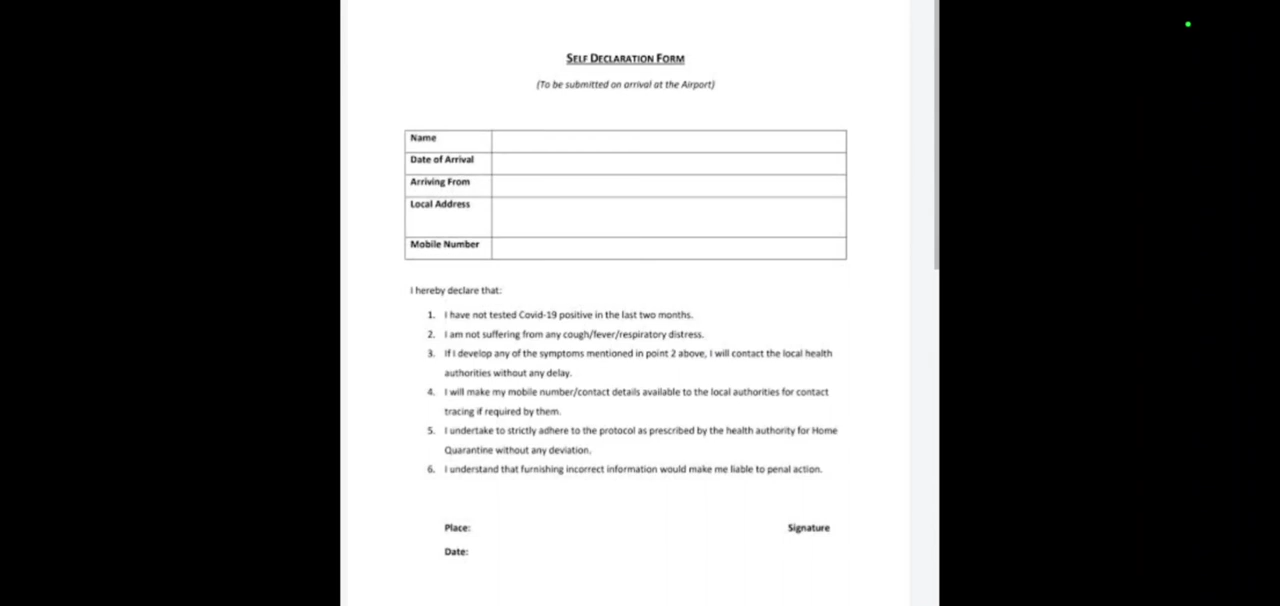 SELF DECLARATION FORM
(To be submitted on arrival at the Airport)
Name
Date of Arrival
Arriving From
Local Address
Mobile Number
I hereby declare that:
1. I have not tested Covid-19 positive in the last two months.
2. I am not suffering from any cough/fever/respiratory distress.
3. If I develop any of the symptoms mentioned in point 2 above, I will contact the local health
authorities without any delay.
4. I will make my mobile number/contact details available to the local authorities for contact
tracing if required by them.
5. I undertake to strictly adhere to the protocol as prescribed by the health authority for Home
Quarantine without any deviation.
6. I understand that furnishing incorrect information would make me liable to penal action.
Place: Signature
Date: